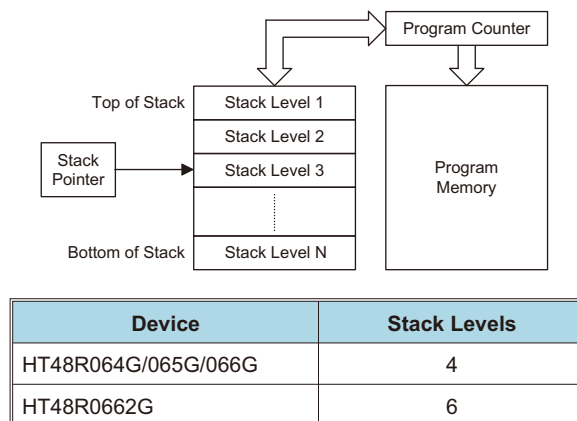 Program Counter
Top of Stack
Stack Level 1
Stack Level 2
Stack
Pointer
Stack Level 3
Program
Memory
Bottom of Stack
Stack Level N
Device Stack Levels
HT48R064G/065G/066G 4
HT48R0662G 6